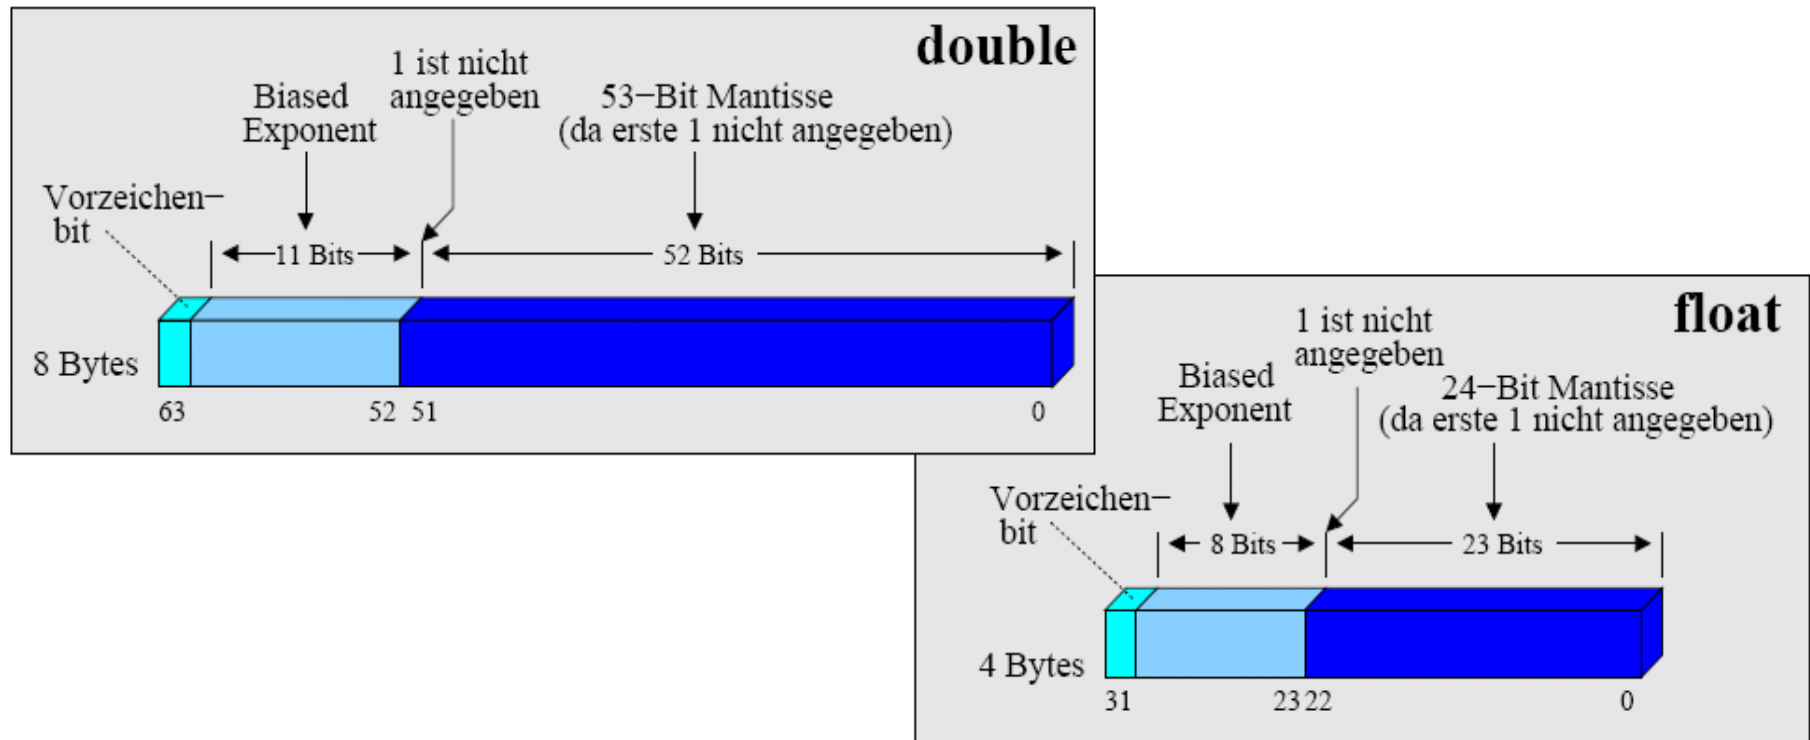 double
1 ist nicht
angegeben
Biased
Exponent
53−Bit Mantisse
(da erste 1 nicht angegeben)
Vorzeichen−
bit
11 Bits
52 Bits
8 Bytes
63
52
51
0
float
1 ist nicht
angegeben
Biased
Exponent
24−Bit Mantisse
(da erste 1 nicht angegeben)
Vorzeichen−
bit
8 Bits
23 Bits
4 Bytes
31
23
22
0